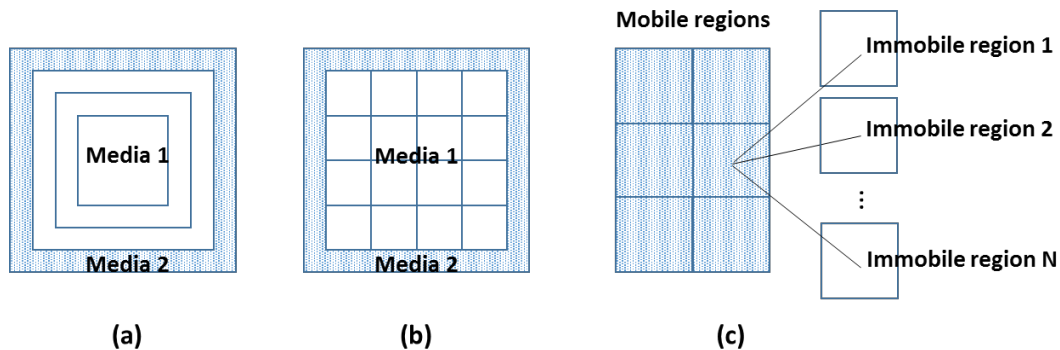 Mobile regions
Media 1
Media 2
Media 1
Media 2
Immobile region 1
Immobile region 2
...
Immobile region N
(a)
(b)
(c)